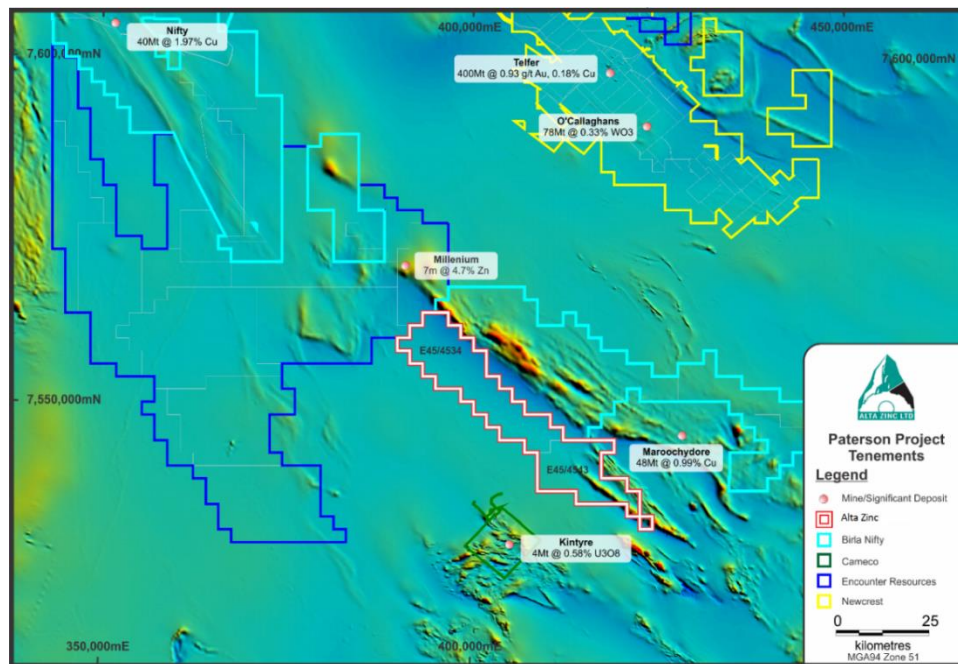 400,000mE
450,000mE
7,600,000mN
7,600,000mN
Nifty
40Mt @ 1.97% Cu
Telfer
400Mt @ 0.93 g/t Au, 0.18% Cu
O'Callaghans
78Mt @ 0.33% WO3
Millenium
7m @ 4.7% Zn
E45/4534
7,550,000mN
Maroochydore
48Mt @ 0.99% Cu
E45/4543
Kintyre
4Mt @ 0.58% U3O8
350,000mE
400,000mE
ALTA ZINC LTD
Paterson Project
Tenements
Legend
Mine/Significant Deposit
Alta Zinc
Birla Nifty
Cameco
Encounter Resources
Newcrest
0 25
kilometres
MGA94 Zone 51